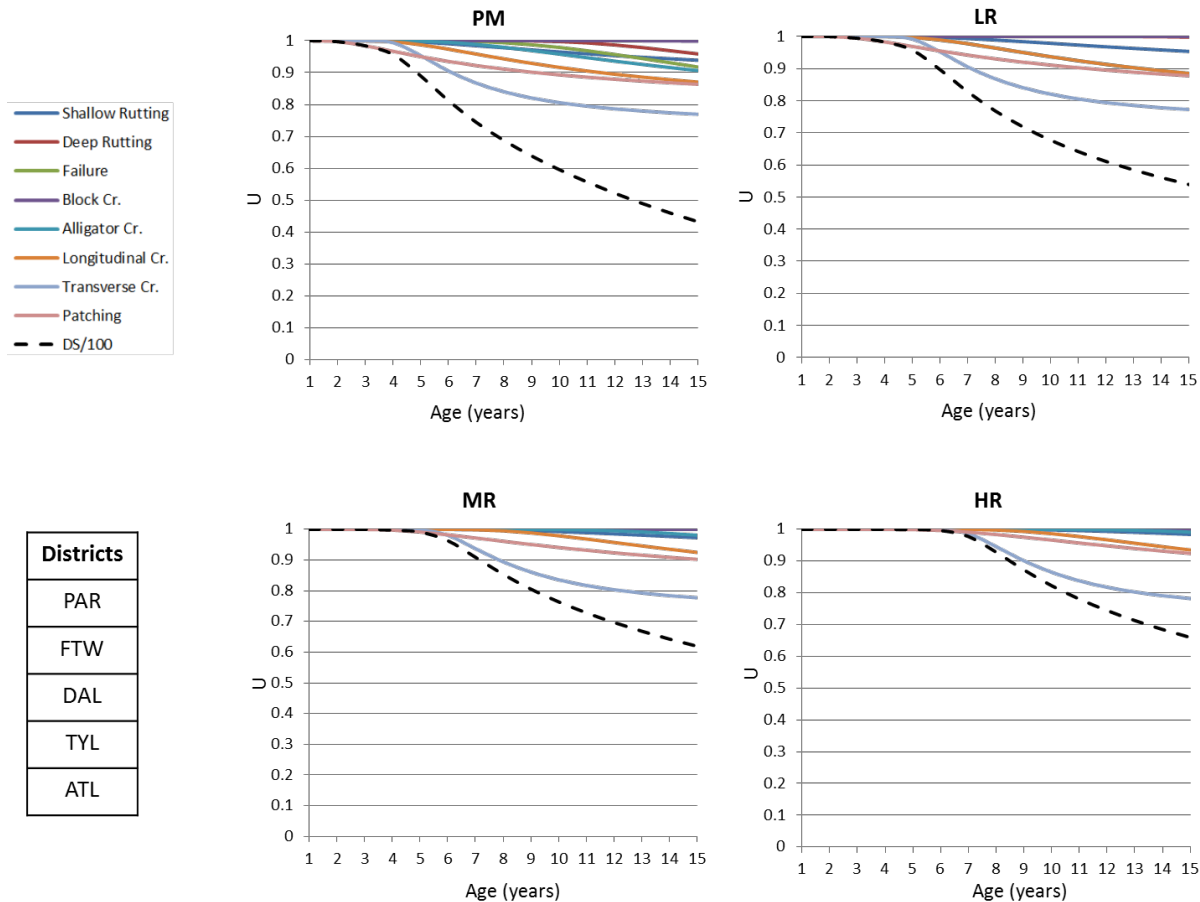 PM
LR
Shallow Rutting
Deep Rutting
Failure
Block Cr.
Alligator Cr.
Longitudinal Cr.
Transverse Cr.
Patching
DS/100
1
0.9
0.8
0.7
0.6
0.5
0.4
0.3
0.2
0.1
0
U
1 2 3 4 5 6 7 8 9 10 11 12 13 14 15
Age (years)
1
0.9
0.8
0.7
0.6
0.5
0.4
0.3
0.2
0.1
0
U
1 2 3 4 5 6 7 8 9 10 11 12 13 14 15
Age (years)
Districts
PAR
FTW
DAL
TYL
ATL
MR
1
0.9
0.8
0.7
0.6
0.5
0.4
0.3
0.2
0.1
0
U
1 2 3 4 5 6 7 8 9 10 11 12 13 14 15
Age (years)
HR
1
0.9
0.8
0.7
0.6
0.5
0.4
0.3
0.2
0.1
0
U
1 2 3 4 5 6 7 8 9 10 11 12 13 14 15
Age (years)